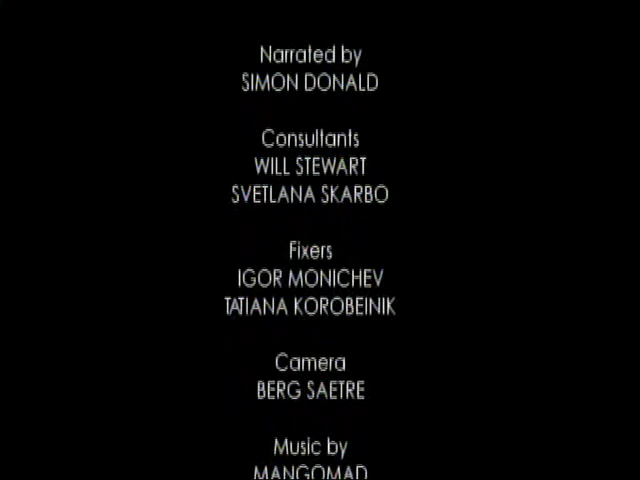 Narrated by
SIMON DONALD
Consultants
WILL STEWART
SVETLANA SKARBO
Fixers
IGOR MONICHEV
TATIANA KOROBEINIK
Camera
BERG SAETRE
Music by
MANGOMAD